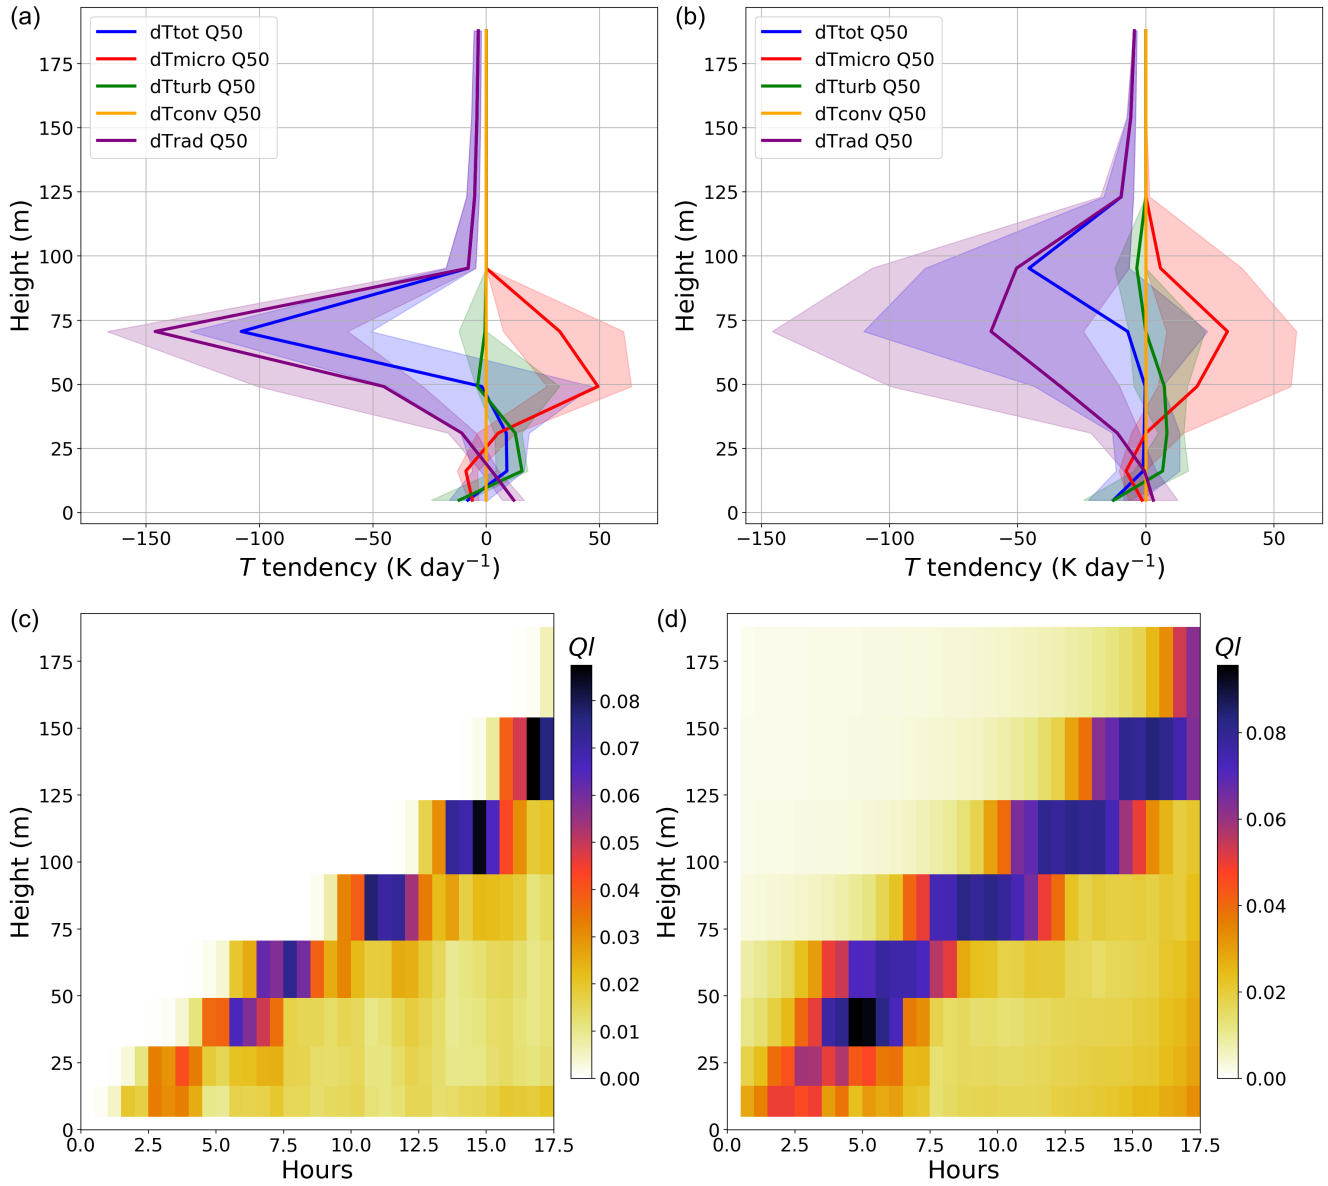 (a)
dTtot Q50
dTmicro Q50
dTturb Q50
dTconv Q50
dTrad Q50
175
150
125
100
75
50
25
0
Height (m)
−150 −100 −50 0 50
T tendency (K day⁻¹)
(b)
dTtot Q50
dTmicro Q50
dTturb Q50
dTconv Q50
dTrad Q50
175
150
125
100
75
50
25
0
Height (m)
−150 −100 −50 0 50
T tendency (K day⁻¹)
(c)
175
150
125
100
75
50
25
0
Height (m)
0.0 2.5 5.0 7.5 10.0 12.5 15.0 17.5
Hours
Ql
0.08
0.07
0.06
0.05
0.04
0.03
0.02
0.01
0.00
(d)
175
150
125
100
75
50
25
0
Height (m)
0.0 2.5 5.0 7.5 10.0 12.5 15.0 17.5
Hours
Ql
0.08
0.06
0.04
0.02
0.00